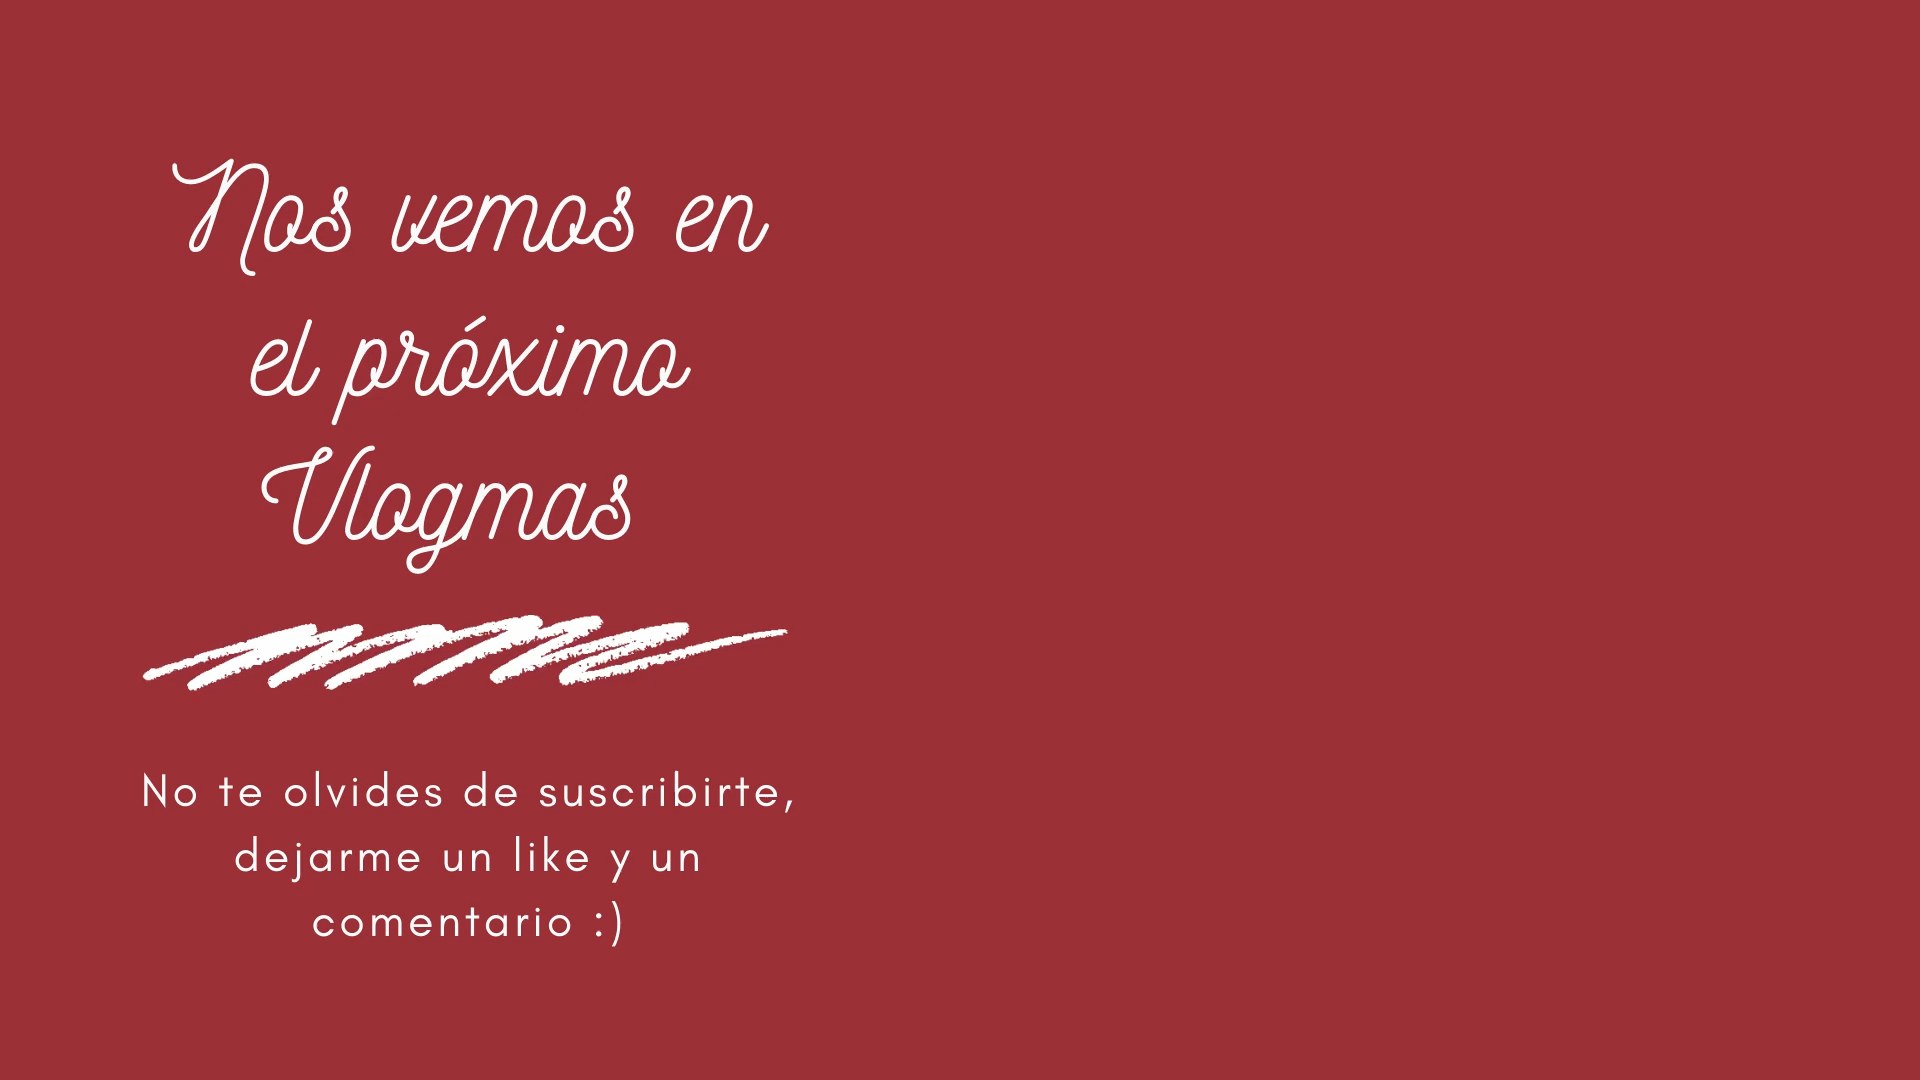 Nos vemos en
el próximo
Vlogmas
No te olvides de suscribirte,
dejarme un like y un
comentario :)